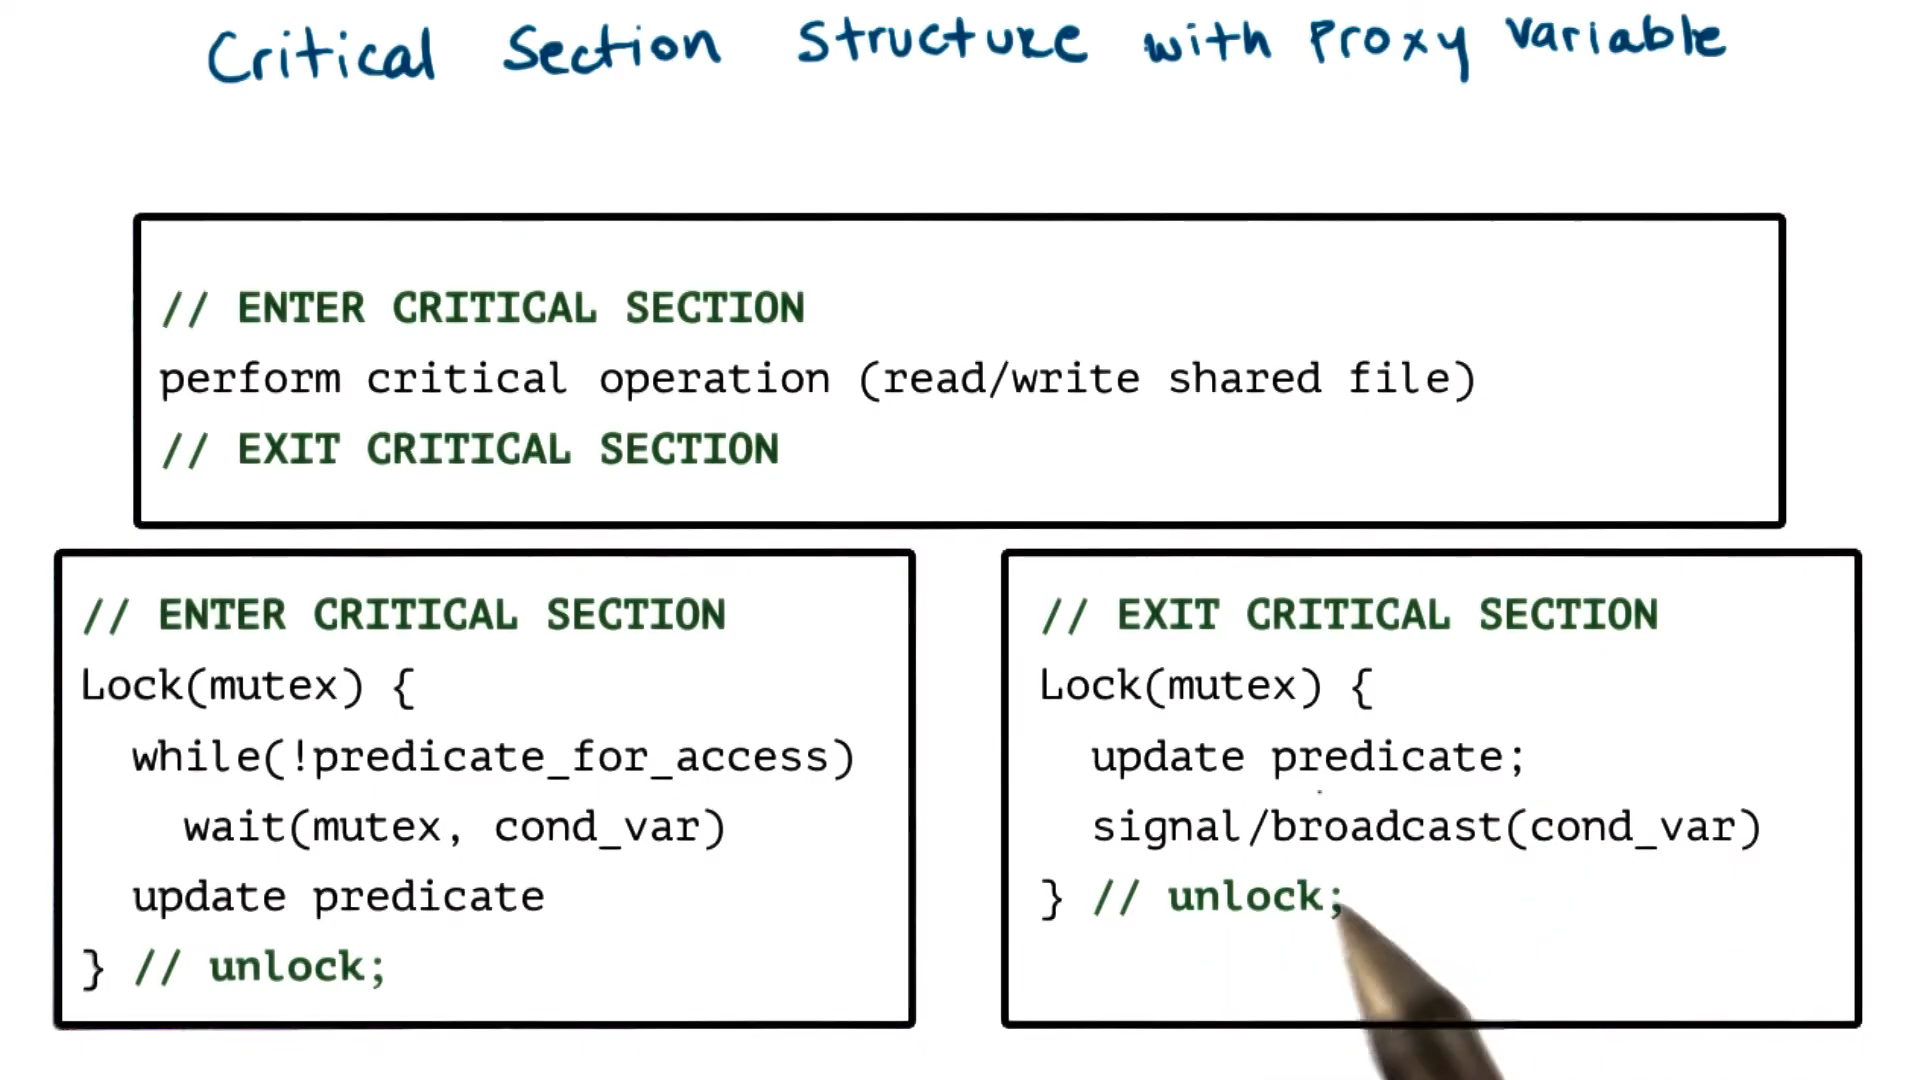 Critical Section Structure with Proxy Variable
// ENTER CRITICAL SECTION
perform critical operation (read/write shared file)
// EXIT CRITICAL SECTION
// ENTER CRITICAL SECTION
Lock(mutex) {
while(!predicate_for_access)
wait(mutex, cond_var)
update predicate
} // unlock;
// EXIT CRITICAL SECTION
Lock(mutex) {
update predicate;
signal/broadcast(cond_var)
} // unlock;